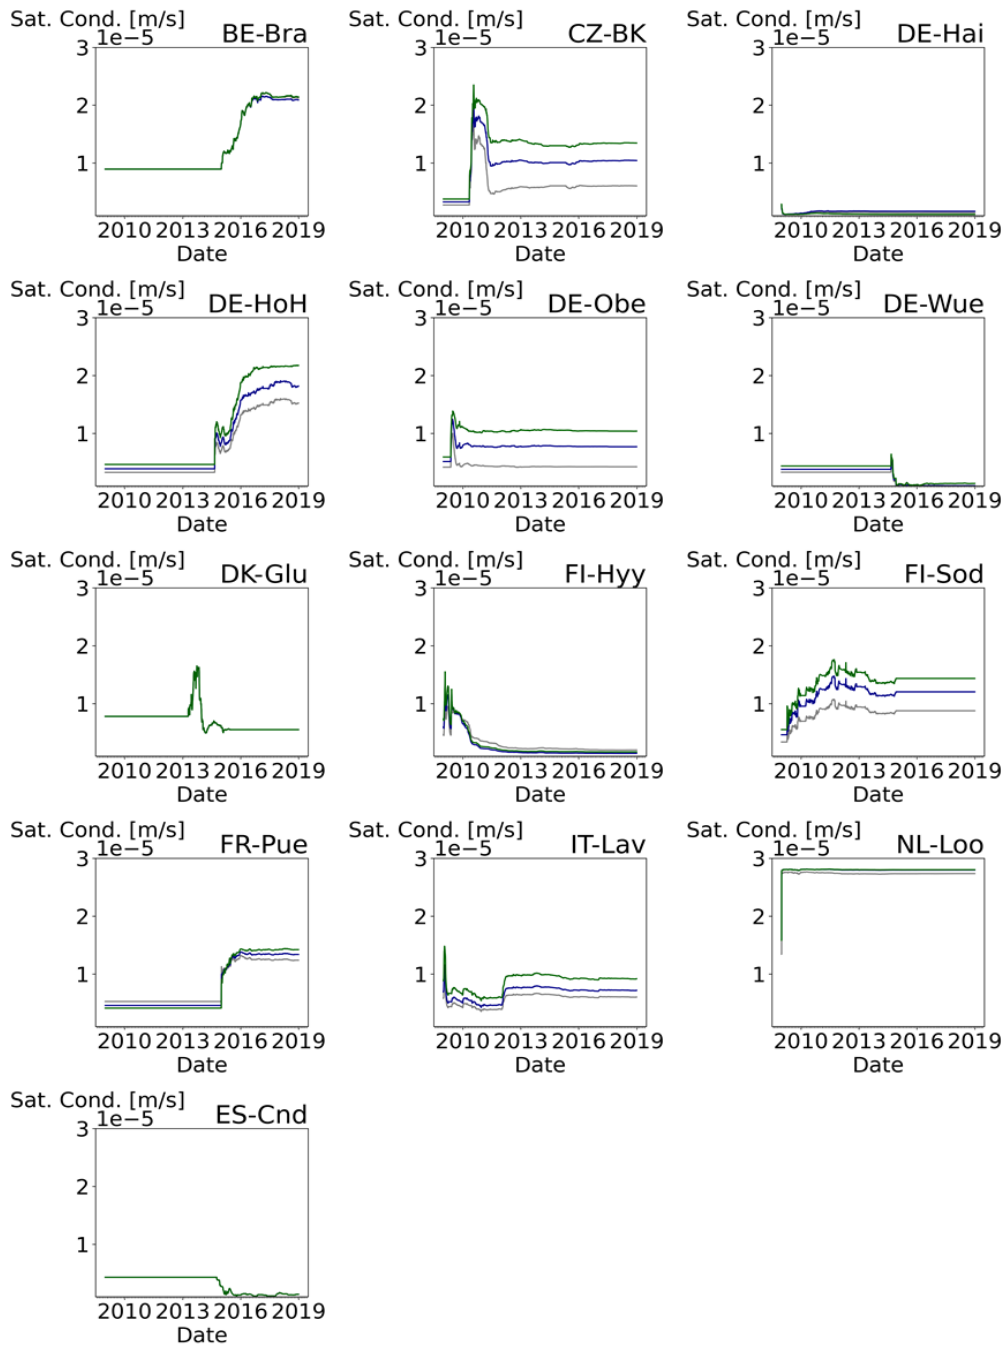 Sat. Cond. [m/s] Sat. Cond. [m/s] Sat. Cond. [m/s]
1e−5 BE-Bra 1e−5 CZ-BK 1e−5 DE-Hai
3 3 3
2 2 2
1 1 1
2010 2013 2016 2019 2010 2013 2016 2019 2010 2013 2016 2019
Date Date Date
Sat. Cond. [m/s] Sat. Cond. [m/s] Sat. Cond. [m/s]
1e−5 DE-HoH 1e−5 DE-Obe 1e−5 DE-Wue
3 3 3
2 2 2
1 1 1
2010 2013 2016 2019 2010 2013 2016 2019 2010 2013 2016 2019
Date Date Date
Sat. Cond. [m/s] Sat. Cond. [m/s] Sat. Cond. [m/s]
1e−5 DK-Glu 1e−5 FI-Hyy 1e−5 FI-Sod
3 3 3
2 2 2
1 1 1
2010 2013 2016 2019 2010 2013 2016 2019 2010 2013 2016 2019
Date Date Date
Sat. Cond. [m/s] Sat. Cond. [m/s] Sat. Cond. [m/s]
1e−5 FR-Pue 1e−5 IT-Lav 1e−5 NL-Loo
3 3 3
2 2 2
1 1 1
2010 2013 2016 2019 2010 2013 2016 2019 2010 2013 2016 2019
Date Date Date
Sat. Cond. [m/s]
1e−5 ES-Cnd
3
2
1
2010 2013 2016 2019
Date